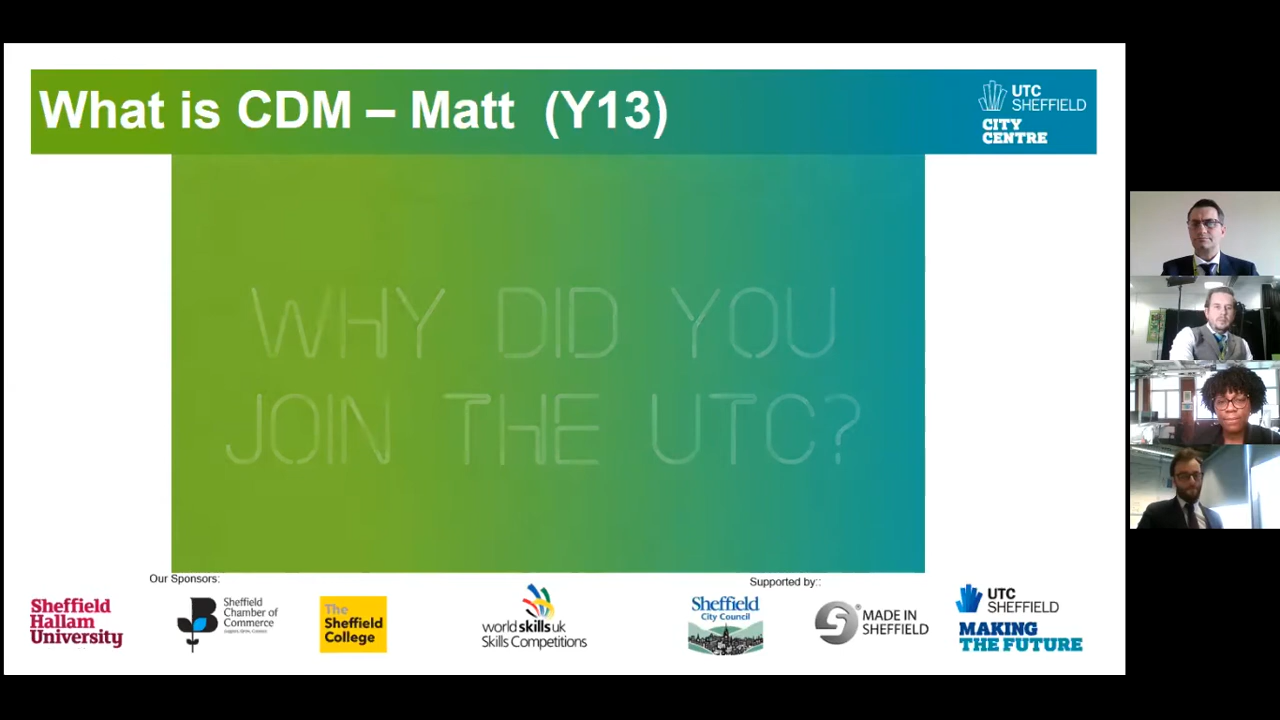 What is CDM – Matt (Y13)
UTC
SHEFFIELD
CITY
CENTRE
WHY DID YOU
JOIN THE UTC?
Our Sponsors:
Supported by::
Sheffield
Hallam
University
Sheffield
Chamber of
Commerce
The
Sheffield
College
worldskillsuk
Skills Competitions
Sheffield
City Council
MADE IN
SHEFFIELD
UTC
SHEFFIELD
MAKING
THE FUTURE